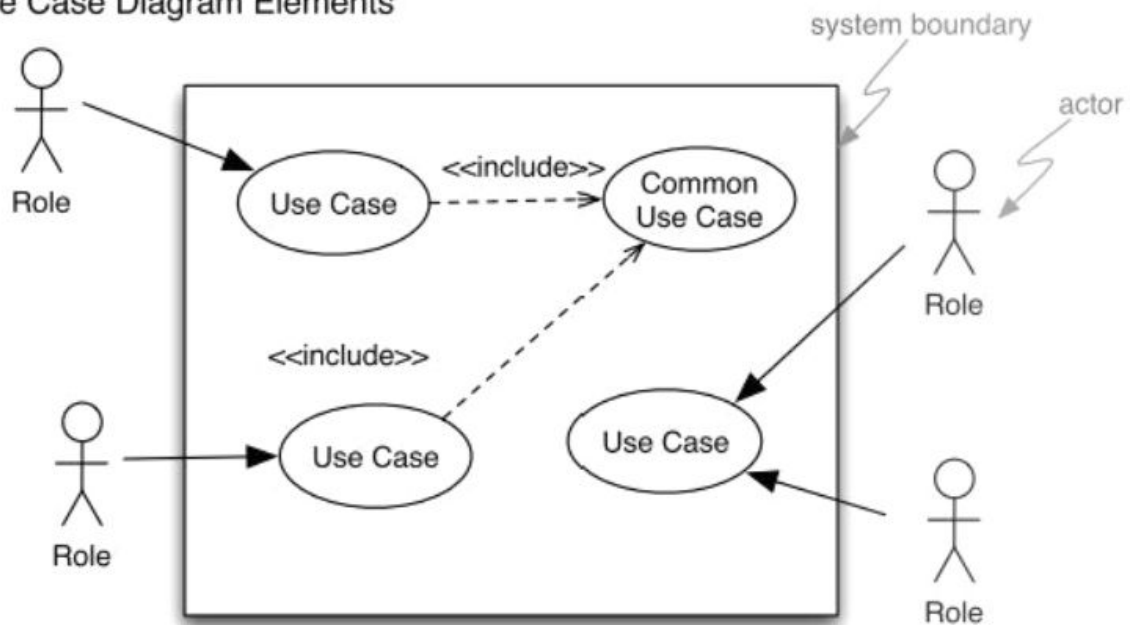 e Case Diagram Elements
system boundary
actor
Role
Use Case
<<include>>
Common
Use Case
Role
<<include>>
Use Case
Use Case
Role
Role